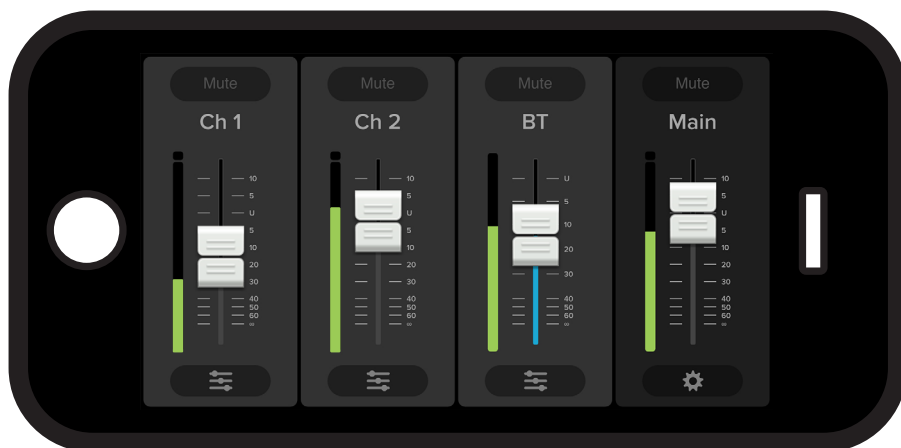 Mute Mute Mute Mute
Ch 1 Ch 2 BT Main
10 10 U 10
5 5 5 5
U U 10 U
5 5 20 5
10 10 30 10
20 20 40 20
30 30 50 30
40 40 60 40
50 50 ∞ 50
60 60 60
∞ ∞ ∞